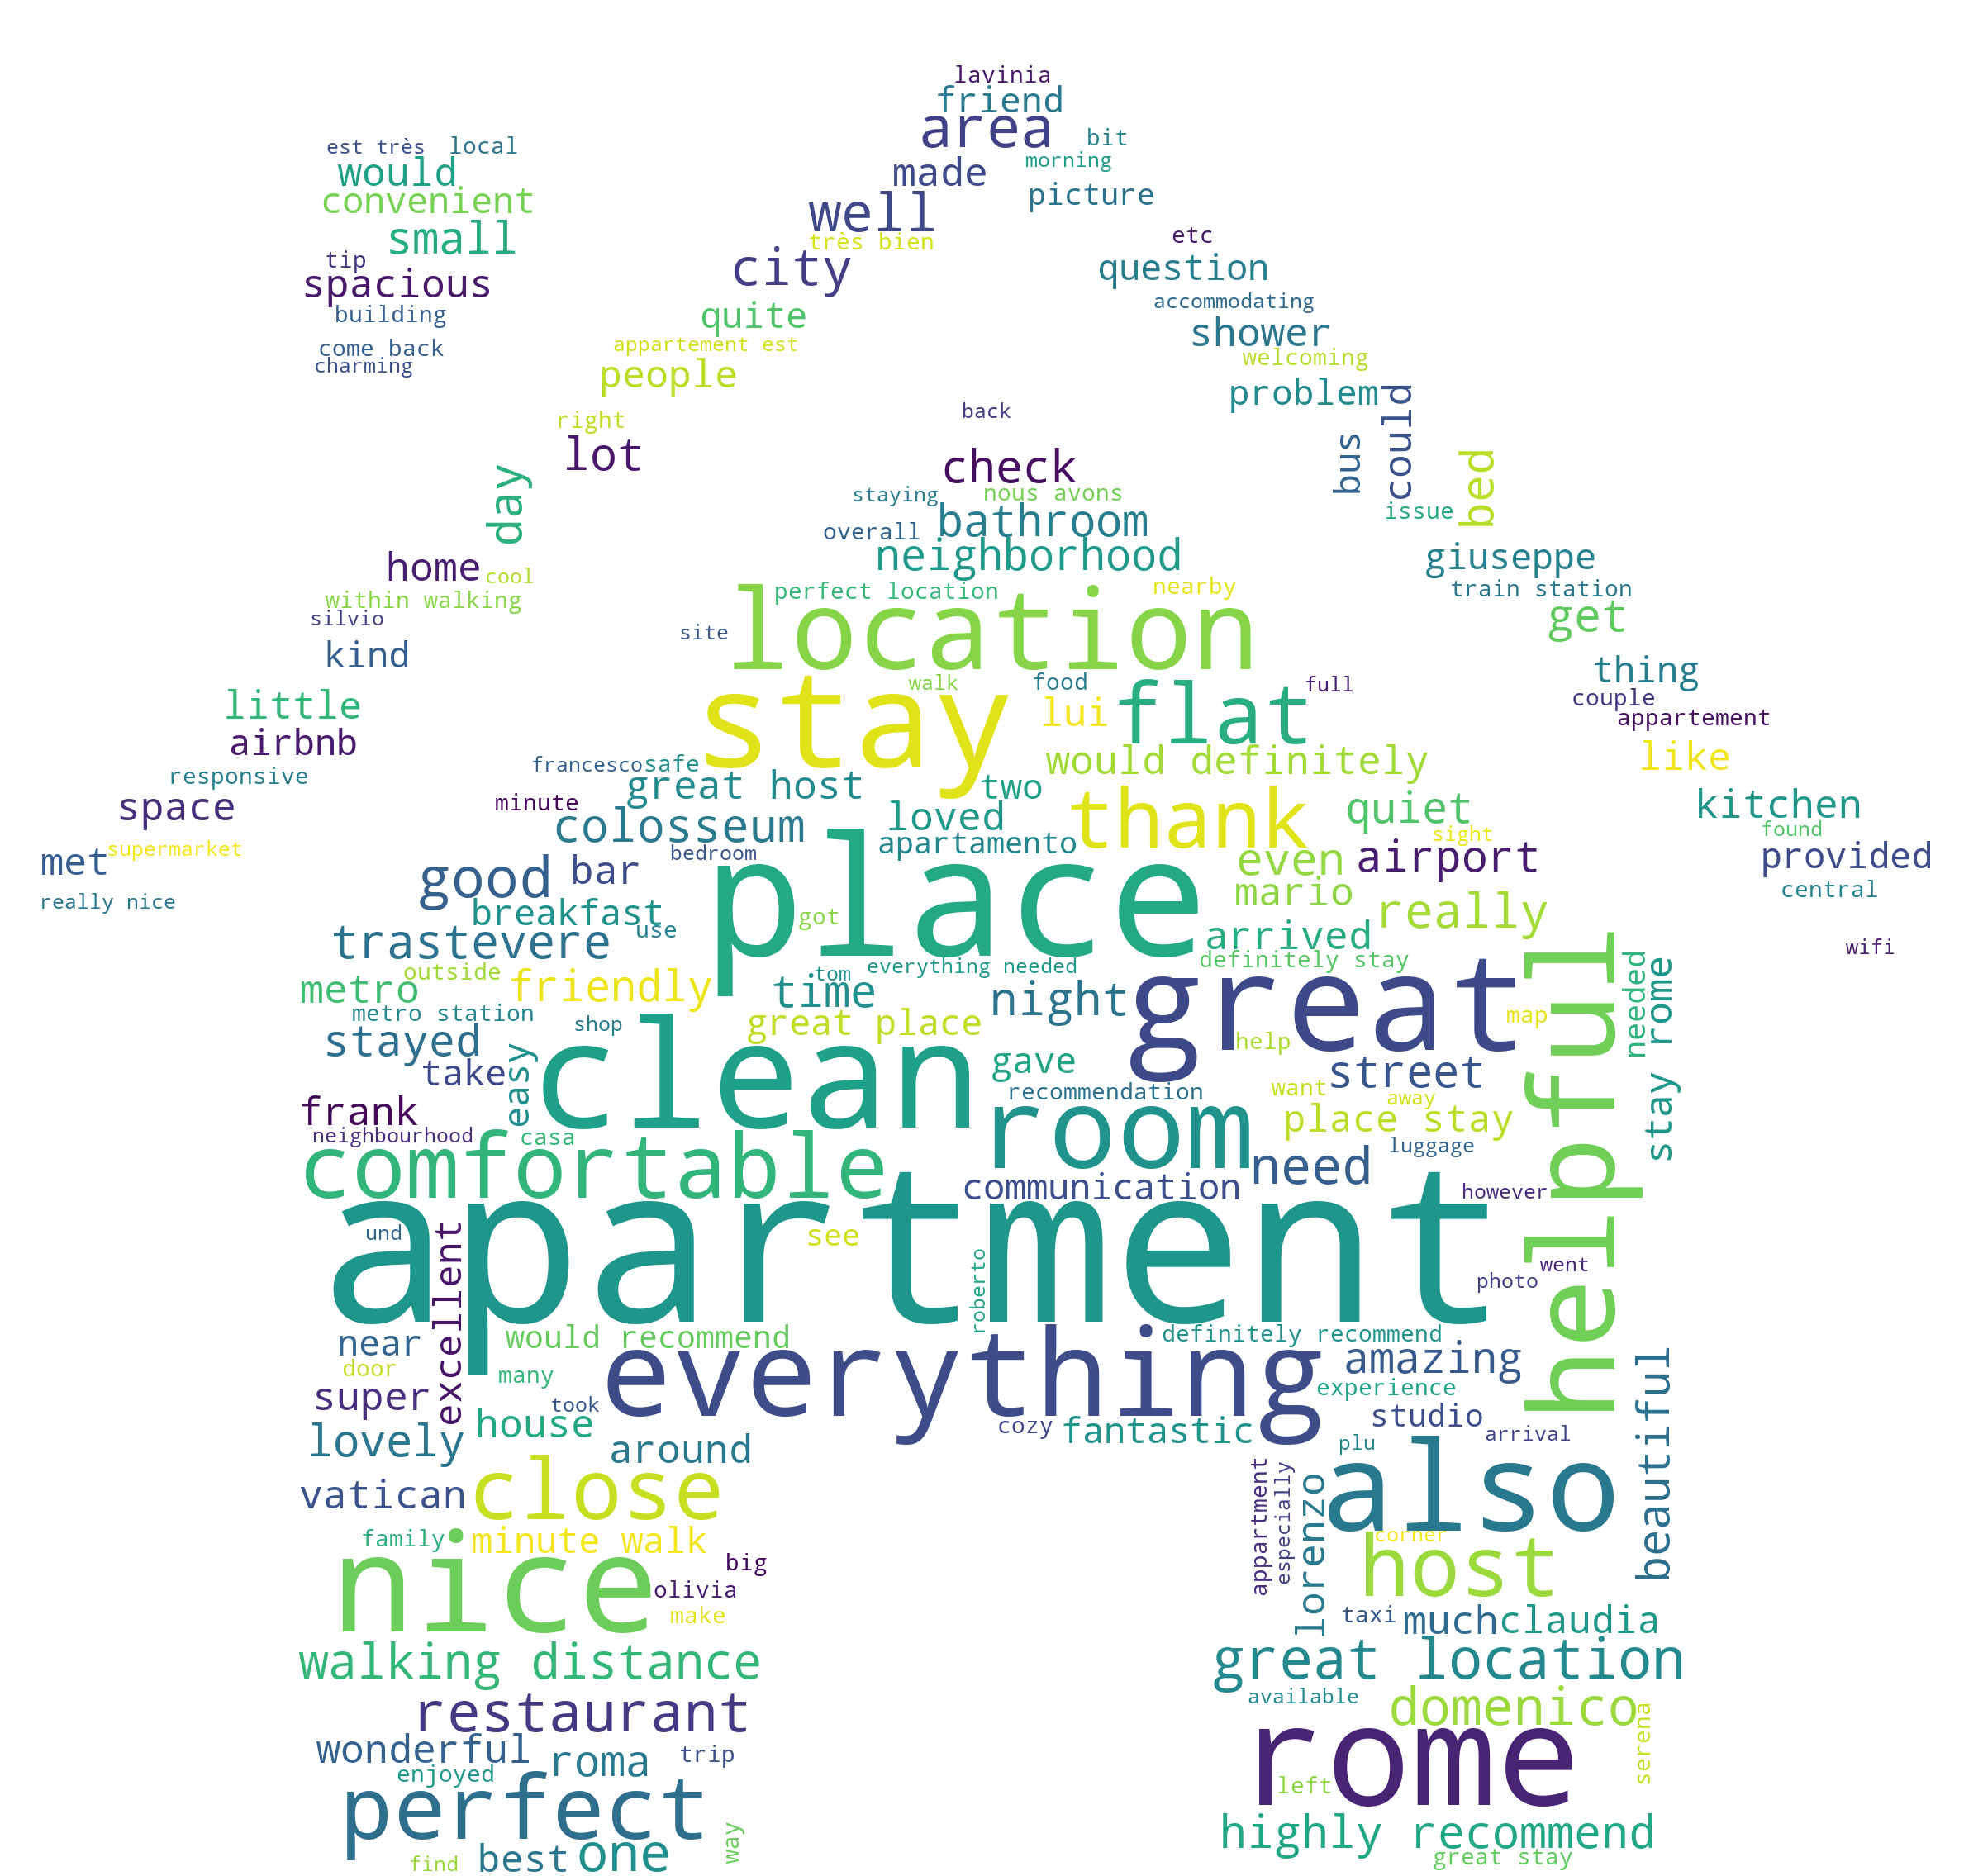 lavinia
friend
area
bit
est très local
morning
would
made
convenient
picture
well
small
très bien
etc
tip
city
question
spacious
accommodating
building
quite
shower
come back
appartement est
welcoming
charming
people
problem
could
back
right
lot
check
bus
bed
day
staying
nous avons
issue
overall
bathroom
neighborhood
giuseppe
home
cool
train station
within walking
perfect location
nearby
location
get
silvio
site
kind
thing
walk
food
full
couple
stay
lui
flat
little
appartement
airbnb
would definitely
like
responsive
francesco
safe
great host
two
minute
space
thank
quiet
kitchen
colosseum
loved
found
met
supermarket
bedroom
apartamento
sight
even
airport
provided
good
bar
place
mario
central
really nice
breakfast
got
really
trastevere
use
arrived
wifi
outside
tom
everything needed
definitely stay
metro
friendly
time
night
great
helpful
needed
stay rome
metro station
shop
great place
map
stayed
clean
help
take
easy
gave
street
frank
recommendation
want
away
room
place stay
neighbourhood
casa
luggage
comfortable
communication
need
however
apartment
und
excellent
see
roberto
went
photo
near
would recommend
definitely recommend
door
many
everything
amazing
super
took
experience
beautiful
house
cozy
fantastic
studio
lovely
around
plu
arrival
close
appartment
especially
lorenzo
also
vatican
family
minute walk
corner
nice
big
host
olivia
make
taxi
much
claudia
walking distance
great location
restaurant
available
domenico
serena
wonderful
roma
trip
rome
enjoyed
left
perfect
way
highly recommend
find
best
one
great stay